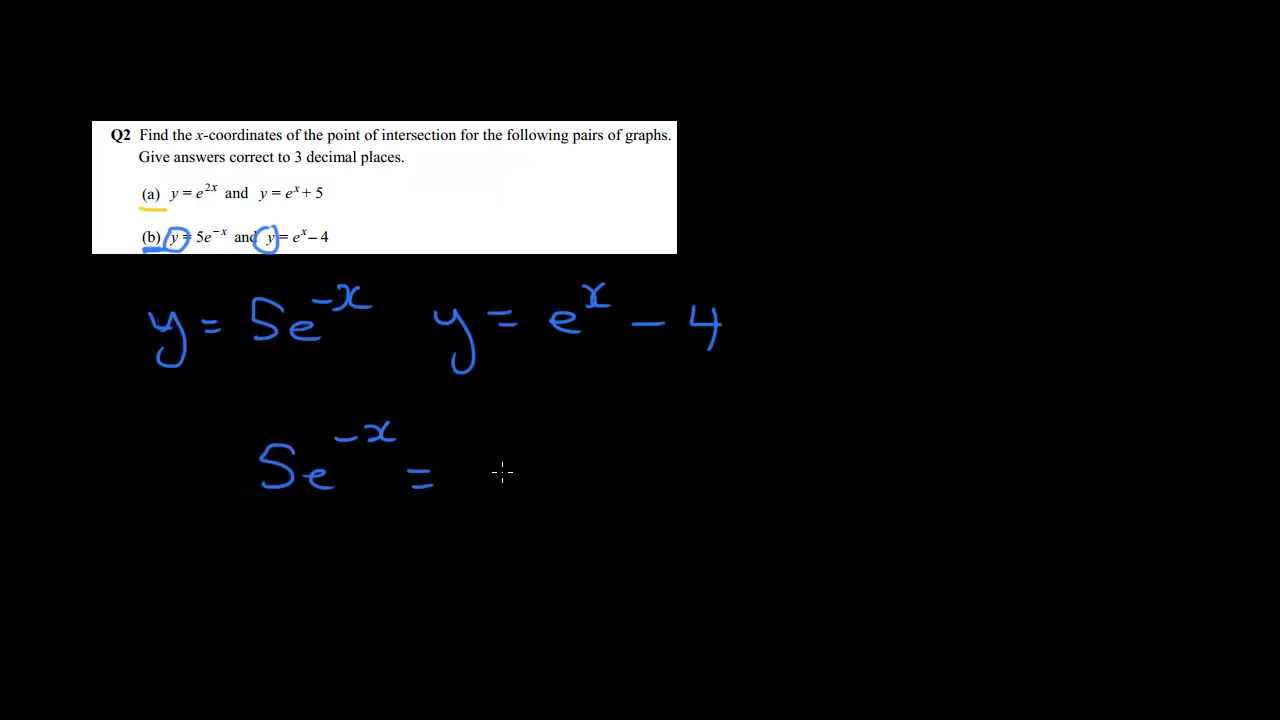 Q2 Find the x-coordinates of the point of intersection for the following pairs of graphs.
Give answers correct to 3 decimal places.
(a) y = e^{2x} and y = e^x + 5
(b) y = 5e^{−x} and y = e^x – 4
y = 5e^{-x} y = e^x - 4
5e^{-x} =